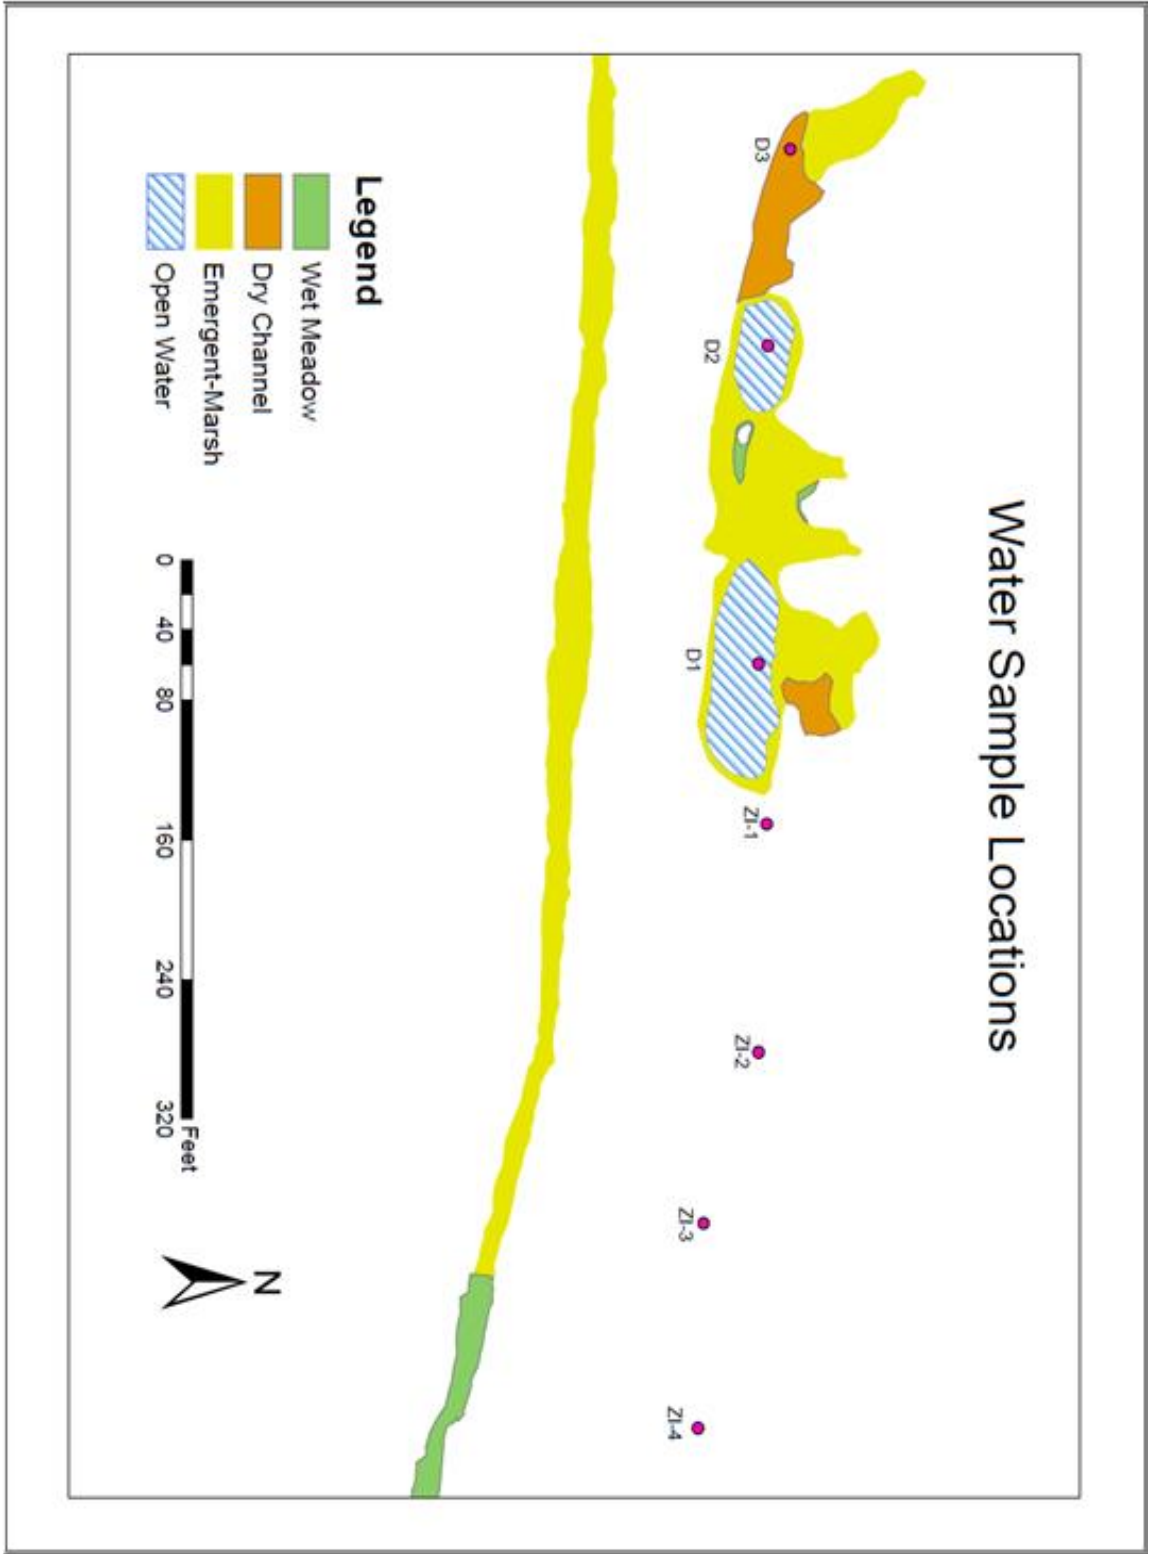 Water Sample Locations
D3
D2
D1
ZI-1
ZI-2
ZI-3
ZI-4
Legend
Wet Meadow
Dry Channel
Emergent-Marsh
Open Water
0 40 80 160 240 320
Feet
N